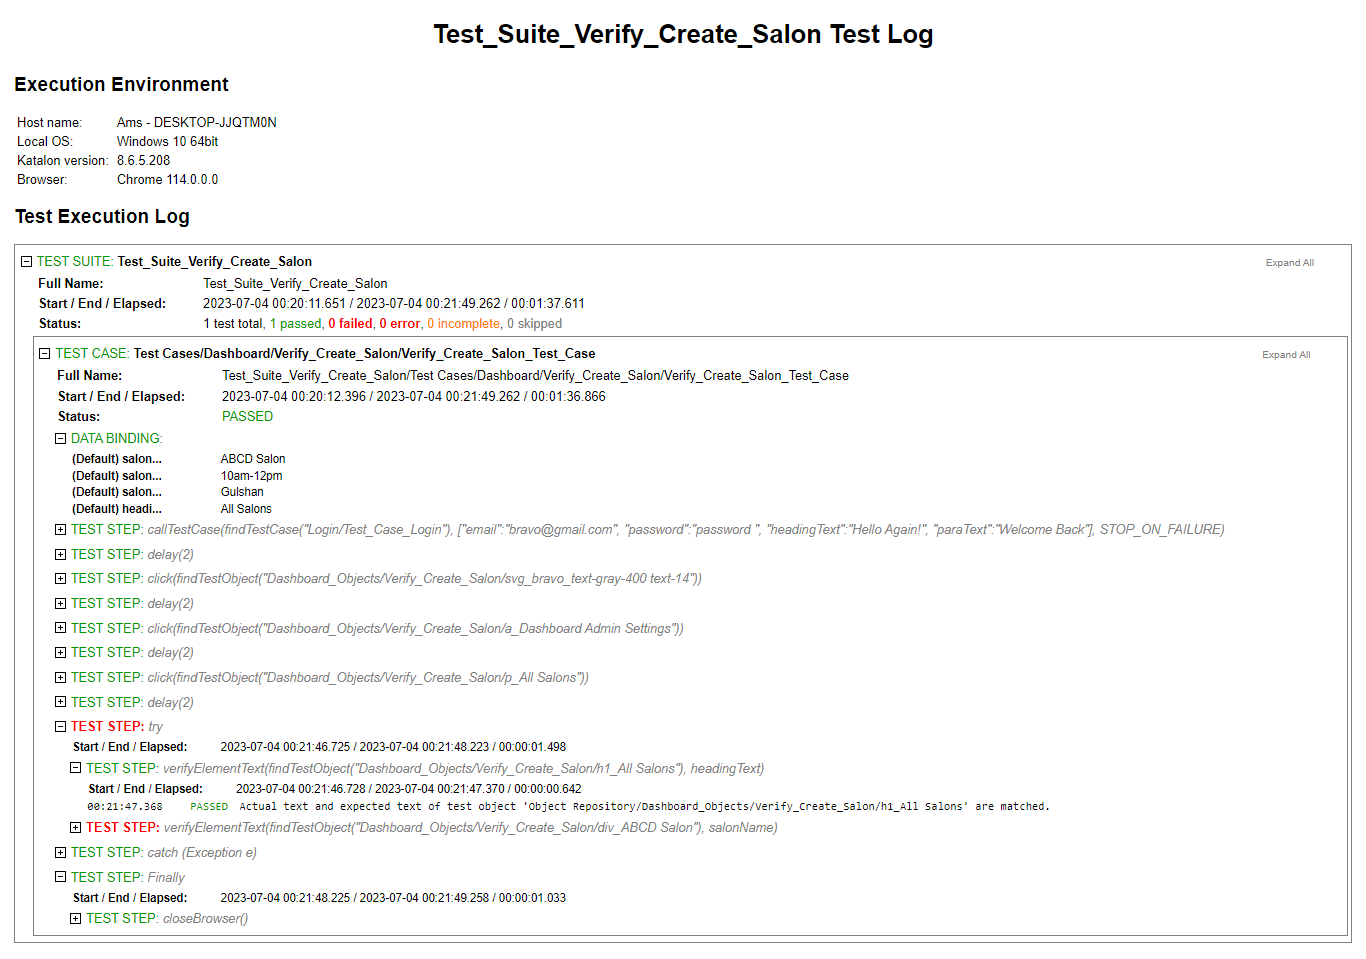 Test_Suite_Verify_Create_Salon Test Log
Execution Environment
Host name: Ams - DESKTOP-JJQTM0N
Local OS: Windows 10 64bit
Katalon version: 8.6.5.208
Browser: Chrome 114.0.0.0
Test Execution Log
TEST SUITE: Test_Suite_Verify_Create_Salon Expand All
Full Name: Test_Suite_Verify_Create_Salon
Start / End / Elapsed: 2023-07-04 00:20:11.651 / 2023-07-04 00:21:49.262 / 00:01:37.611
Status: 1 test total, 1 passed, 0 failed, 0 error, 0 incomplete, 0 skipped
TEST CASE: Test Cases/Dashboard/Verify_Create_Salon/Verify_Create_Salon_Test_Case Expand All
Full Name: Test_Suite_Verify_Create_Salon/Test Cases/Dashboard/Verify_Create_Salon/Verify_Create_Salon_Test_Case
Start / End / Elapsed: 2023-07-04 00:20:12.396 / 2023-07-04 00:21:49.262 / 00:01:36.866
Status: PASSED
DATA BINDING:
(Default) salon... ABCD Salon
(Default) salon... 10am-12pm
(Default) salon... Gulshan
(Default) headi... All Salons
TEST STEP: callTestCase(findTestCase("Login/Test_Case_Login"), ["email":"bravo@gmail.com", "password":"password ", "headingText":"Hello Again!", "paraText":"Welcome Back"], STOP_ON_FAILURE)
TEST STEP: delay(2)
TEST STEP: click(findTestObject("Dashboard_Objects/Verify_Create_Salon/svg_bravo_text-gray-400 text-14"))
TEST STEP: delay(2)
TEST STEP: click(findTestObject("Dashboard_Objects/Verify_Create_Salon/a_Dashboard Admin Settings"))
TEST STEP: delay(2)
TEST STEP: click(findTestObject("Dashboard_Objects/Verify_Create_Salon/p_All Salons"))
TEST STEP: delay(2)
TEST STEP: try
Start / End / Elapsed: 2023-07-04 00:21:46.725 / 2023-07-04 00:21:48.223 / 00:00:01.498
TEST STEP: verifyElementText(findTestObject("Dashboard_Objects/Verify_Create_Salon/h1_All Salons"), headingText)
Start / End / Elapsed: 2023-07-04 00:21:46.728 / 2023-07-04 00:21:47.370 / 00:00:00.642
00:21:47.368 PASSED Actual text and expected text of test object 'Object Repository/Dashboard_Objects/Verify_Create_Salon/h1_All Salons' are matched.
TEST STEP: verifyElementText(findTestObject("Dashboard_Objects/Verify_Create_Salon/div_ABCD Salon"), salonName)
TEST STEP: catch (Exception e)
TEST STEP: Finally
Start / End / Elapsed: 2023-07-04 00:21:48.225 / 2023-07-04 00:21:49.258 / 00:00:01.033
TEST STEP: closeBrowser()